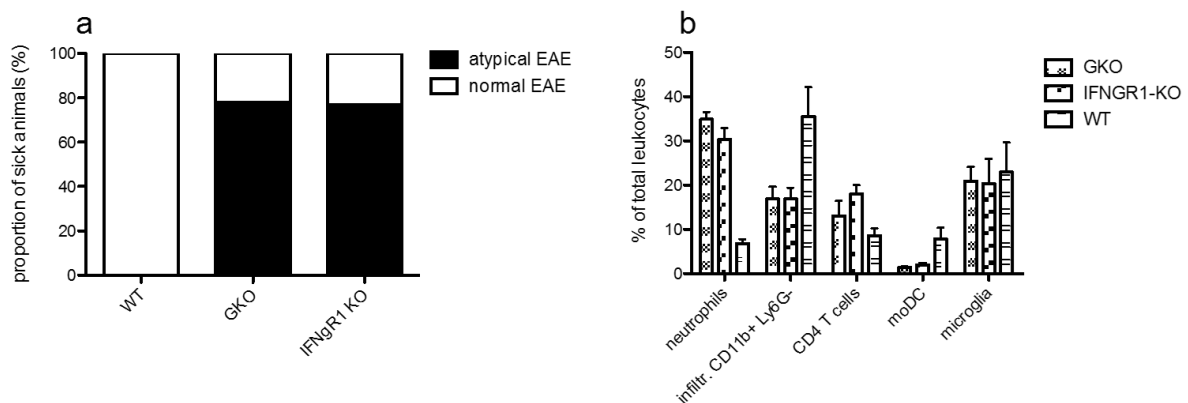 a
proportion of sick animals (%)
100
80
60
40
20
0
WT
GKO
IFNgR1 KO
atypical EAE
normal EAE
b
% of total leukocytes
50
40
30
20
10
0
neutrophils
infiltr. CD11b+ Ly6G-
CD4 T cells
moDC
microglia
GKO
IFNGR1-KO
WT